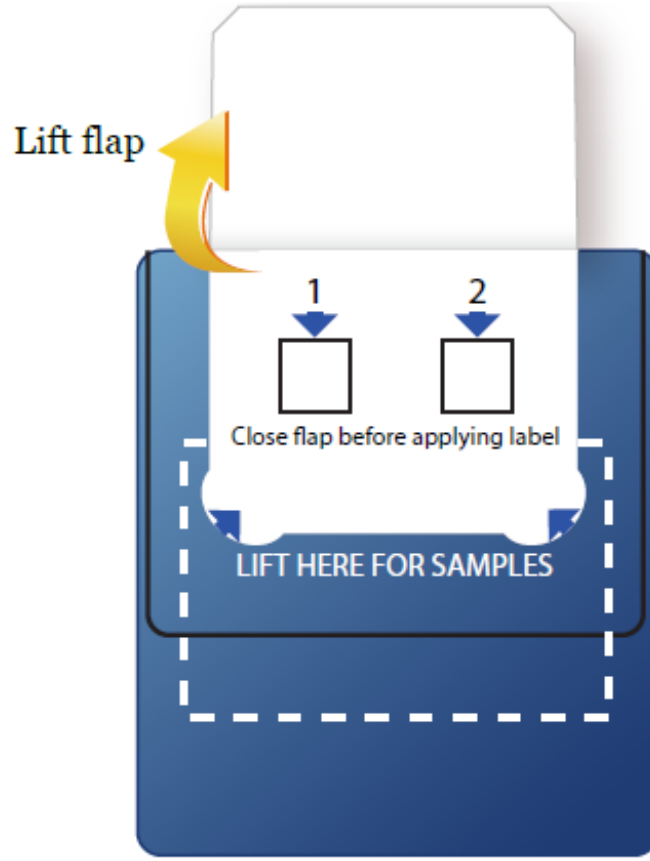 Lift flap
1 2
Close flap before applying label
LIFT HERE FOR SAMPLES